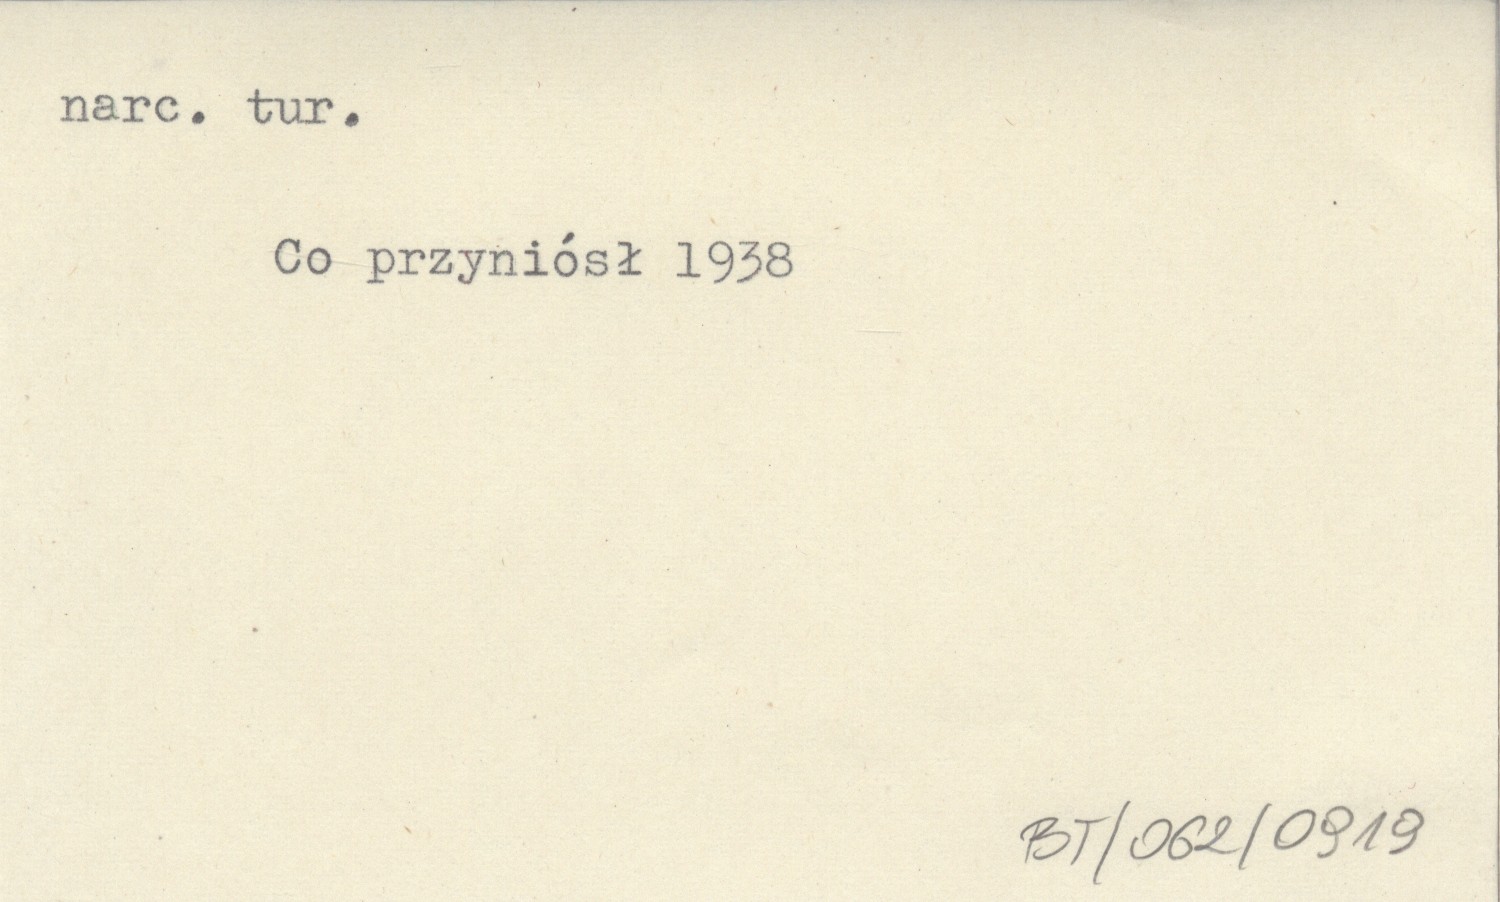 narc. tur.
Co przyniósł 1938
BT/062/0919